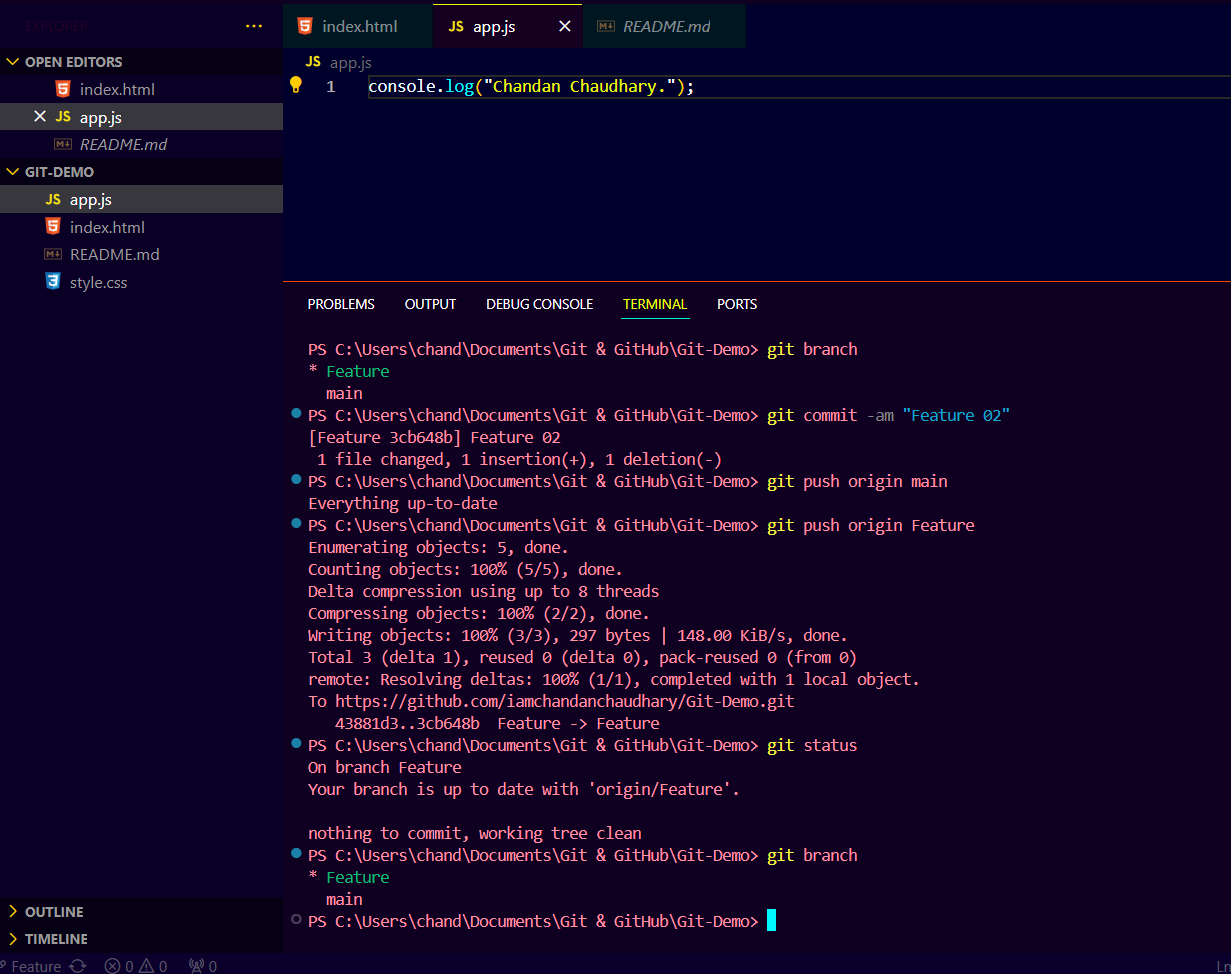 EXPLORER
OPEN EDITORS
index.html
JS app.js
README.md
GIT-DEMO
JS app.js
index.html
README.md
style.css
OUTLINE
TIMELINE
index.html JS app.js README.md
JS app.js
1 console.log("Chandan Chaudhary.");
PROBLEMS OUTPUT DEBUG CONSOLE TERMINAL PORTS
PS C:\Users\chand\Documents\Git & GitHub\Git-Demo> git branch
* Feature
main
PS C:\Users\chand\Documents\Git & GitHub\Git-Demo> git commit -am "Feature 02"
[Feature 3cb648b] Feature 02
1 file changed, 1 insertion(+), 1 deletion(-)
PS C:\Users\chand\Documents\Git & GitHub\Git-Demo> git push origin main
Everything up-to-date
PS C:\Users\chand\Documents\Git & GitHub\Git-Demo> git push origin Feature
Enumerating objects: 5, done.
Counting objects: 100% (5/5), done.
Delta compression using up to 8 threads
Compressing objects: 100% (2/2), done.
Writing objects: 100% (3/3), 297 bytes | 148.00 KiB/s, done.
Total 3 (delta 1), reused 0 (delta 0), pack-reused 0 (from 0)
remote: Resolving deltas: 100% (1/1), completed with 1 local object.
To https://github.com/iamchandanchaudhary/Git-Demo.git
43881d3..3cb648b Feature -> Feature
PS C:\Users\chand\Documents\Git & GitHub\Git-Demo> git status
On branch Feature
Your branch is up to date with 'origin/Feature'.
nothing to commit, working tree clean
PS C:\Users\chand\Documents\Git & GitHub\Git-Demo> git branch
* Feature
main
PS C:\Users\chand\Documents\Git & GitHub\Git-Demo>
Feature 0 0 0 Ln